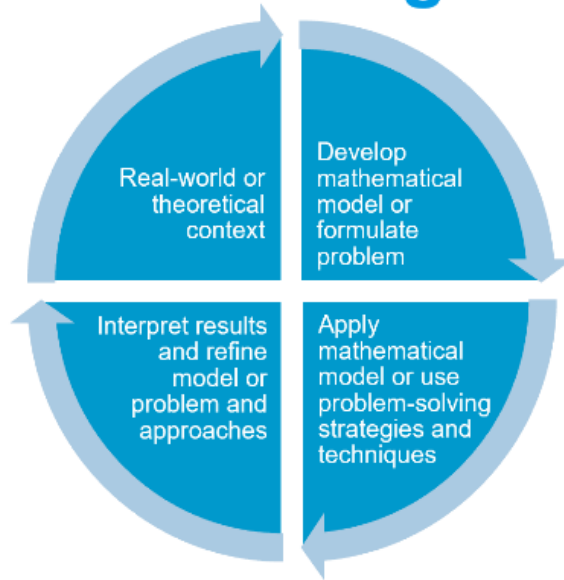 Real-world or
theoretical
context
Develop
mathematical
model or
formulate
problem
Interpret results
and refine
model or
problem and
approaches
Apply
mathematical
model or use
problem-solving
strategies and
techniques